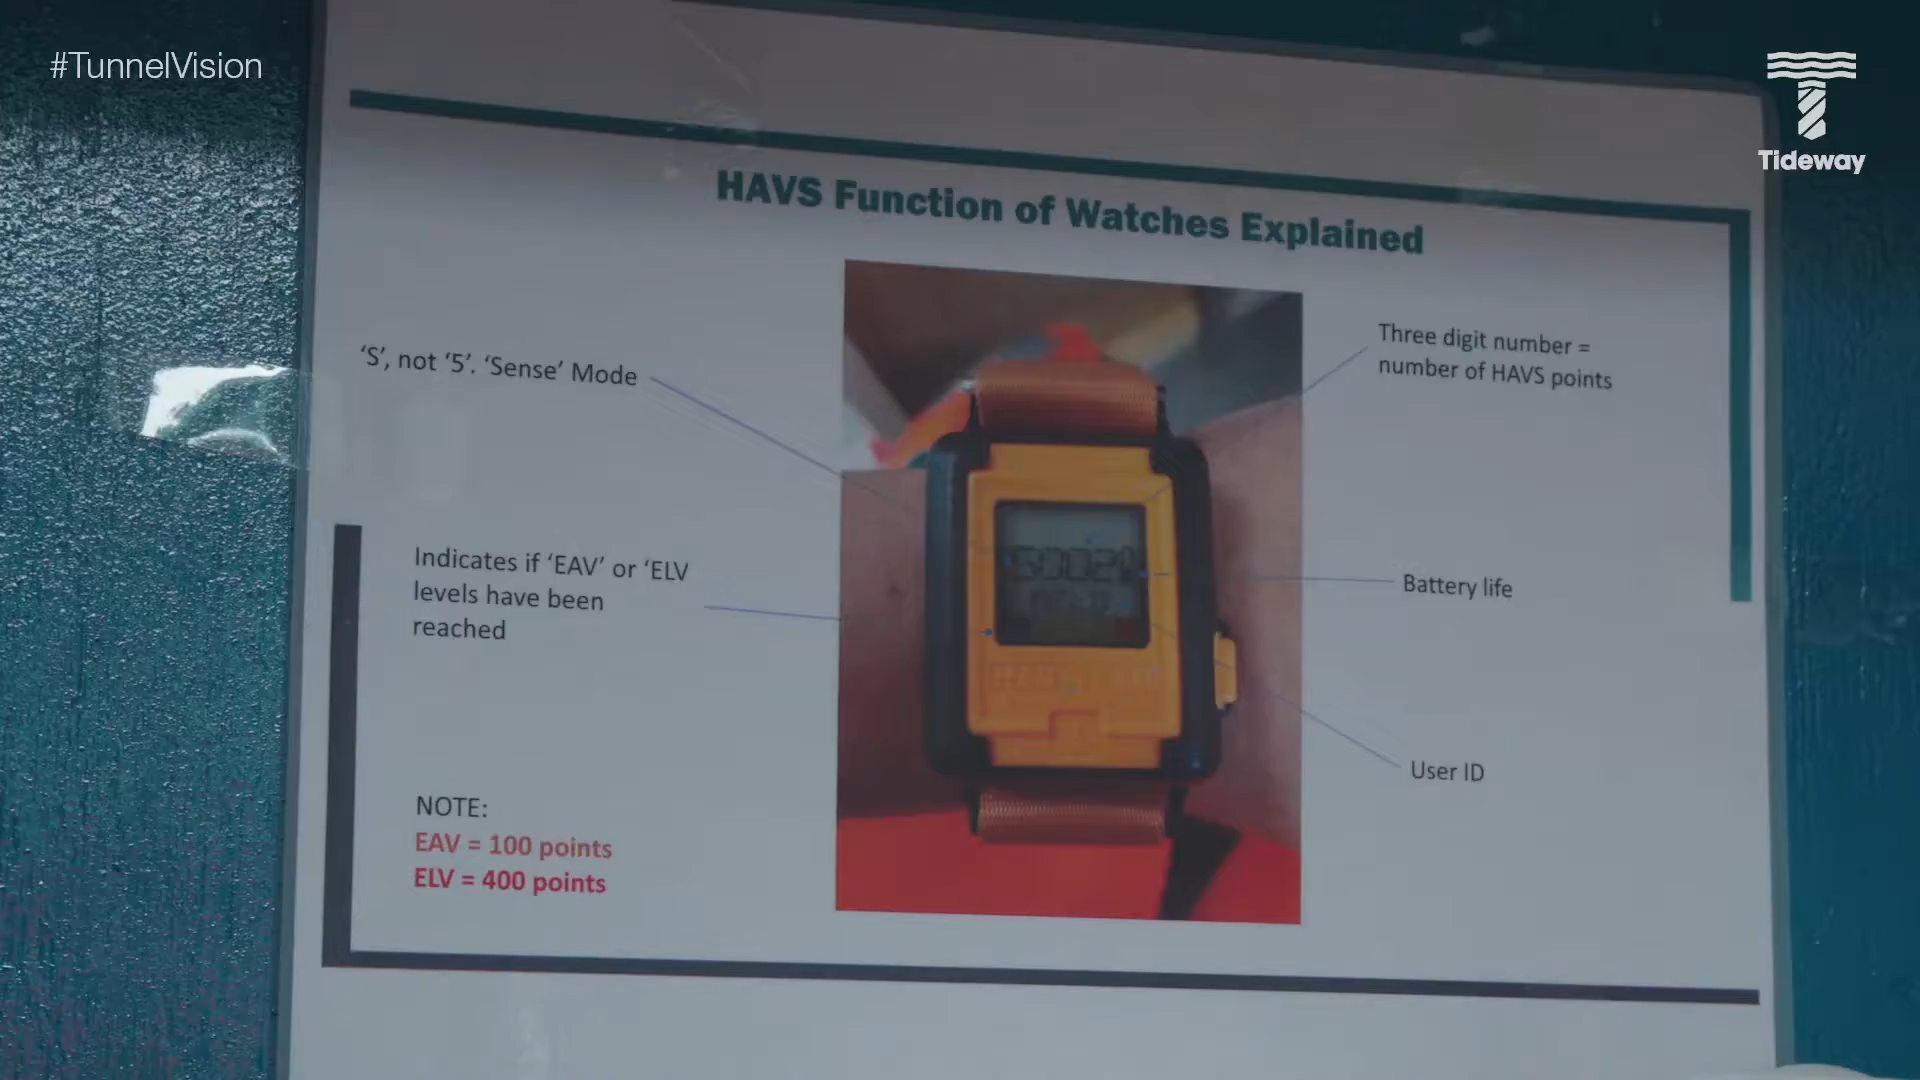 #TunnelVision
Tideway
HAVS Function of Watches Explained
‘S’, not ‘5’. ‘Sense’ Mode
Three digit number =
number of HAVS points
Indicates if ‘EAV’ or ‘ELV
levels have been
reached
Battery life
User ID
NOTE:
EAV = 100 points
ELV = 400 points